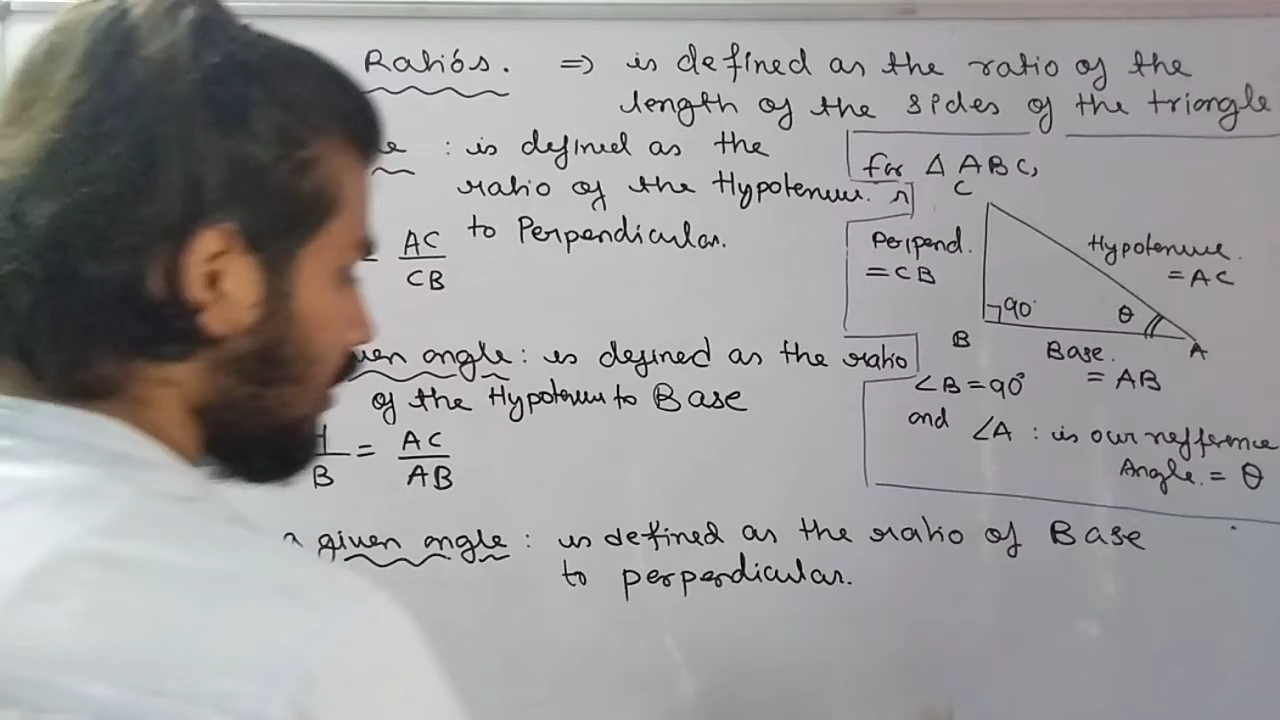 Ratios. ⇒ is defined as the ratio of the
length of the sides of the triangle
: is defined as the
ratio of the Hypotenuse
to Perpendicular.
= AC/CB
for Δ ABC,
C
Perpend.
= CB
Hypotenuse.
= AC
90°
θ
B
A
Base.
= AB
∠B = 90°
and ∠A : is our refference
Angle. = θ
given angle : is defined as the ratio
of the Hypotenuse to Base
H/B = AC/AB
given angle : is defined as the ratio of Base
to perpendicular.